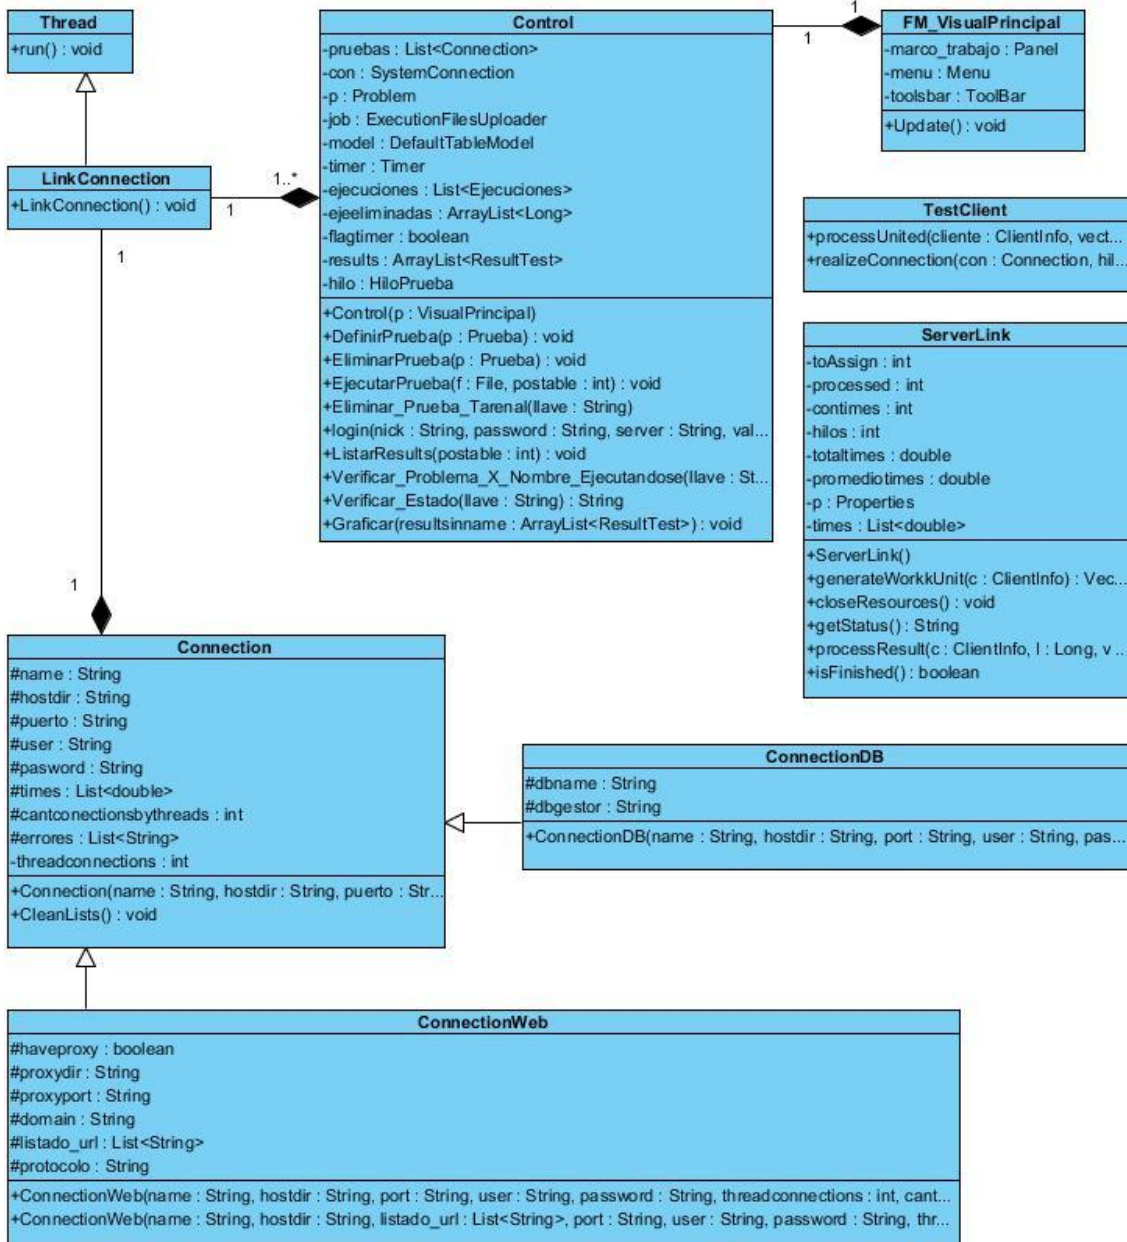 Thread
+run() : void
LinkConnection
+LinkConnection() : void
1
1..*
1
1
Control
-pruebas : List<Connection>
-con : SystemConnection
-p : Problem
-job : ExecutionFilesUploader
-model : DefaultTableModel
-timer : Timer
-ejecuciones : List<Ejecuciones>
-ejeeliminadas : ArrayList<Long>
-flagtimer : boolean
-results : ArrayList<ResultTest>
-hilo : HiloPrueba
+Control(p : VisualPrincipal)
+DefinirPrueba(p : Prueba) : void
+EliminarPrueba(p : Prueba) : void
+EjecutarPrueba(f : File, postable : int) : void
+Eliminar_Prueba_Tarenal(llave : String)
+login(nick : String, password : String, server : String, val...
+ListarResults(postable : int) : void
+Verificar_Problema_X_Nombre_Ejecutandose(llave : St...
+Verificar_Estado(llave : String) : String
+Graficar(resultsinname : ArrayList<ResultTest>) : void
1
1
FM_VisualPrincipal
-marco_trabajo : Panel
-menu : Menu
-toolsbar : ToolBar
+Update() : void
TestClient
+processUnited(cliente : ClientInfo, vect...
+realizeConnection(con : Connection, hil...
ServerLink
-toAssign : int
-processed : int
-contimes : int
-hilos : int
-totaltimes : double
-promediotimes : double
-p : Properties
-times : List<double>
+ServerLink()
+generateWorkkUnit(c : ClientInfo) : Vec...
+closeResources() : void
+getStatus() : String
+processResult(c : ClientInfo, l : Long, v ...
+isFinished() : boolean
1
Connection
#name : String
#hostdir : String
#puerto : String
#user : String
#pasword : String
#times : List<double>
#cantconectionsbythreads : int
#errores : List<String>
-threadconnections : int
+Connection(name : String, hostdir : String, puerto : Str...
+CleanLists() : void
ConnectionDB
#dbname : String
#dbgestor : String
+ConnectionDB(name : String, hostdir : String, port : String, user : String, pas...
ConnectionWeb
#haveproxy : boolean
#proxydir : String
#proxyport : String
#domain : String
#listado_url : List<String>
#protocolo : String
+ConnectionWeb(name : String, hostdir : String, port : String, user : String, password : String, threadconnections : int, cant...
+ConnectionWeb(name : String, hostdir : String, listado_url : List<String>, port : String, user : String, password : String, thr...